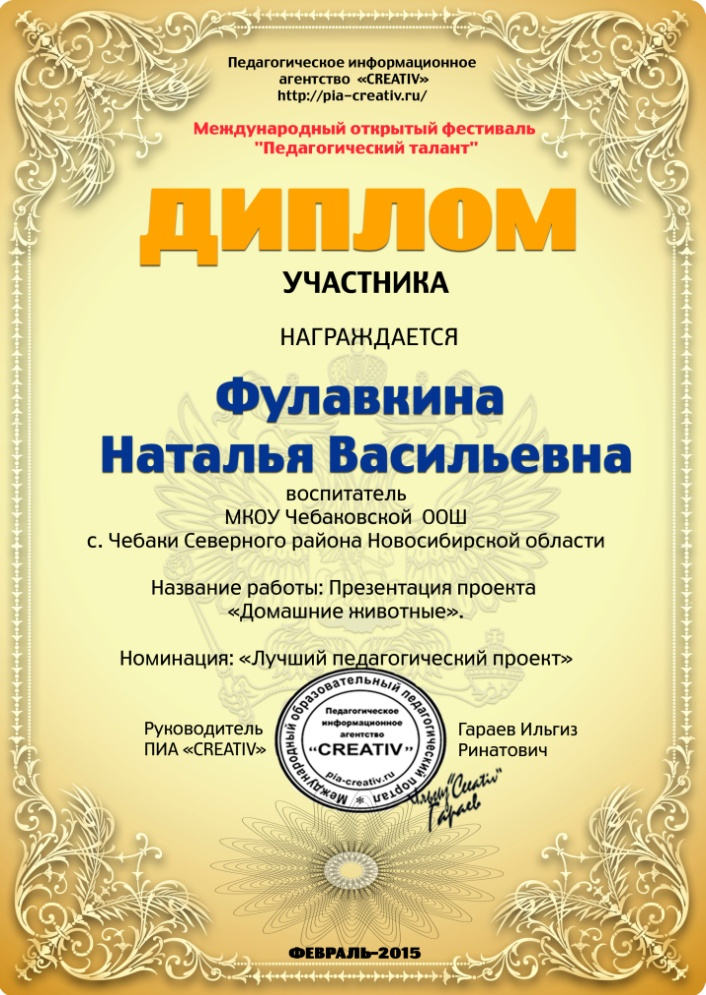 Педагогическое информационное
агентство «CREATIV»
http://pia-creativ.ru/
Международный открытый фестиваль
"Педагогический талант"
ДИПЛОМ
УЧАСТНИКА
НАГРАЖДАЕТСЯ
Фулавкина
Наталья Васильевна
воспитатель
МКОУ Чебаковской ООШ
с. Чебаки Северного района Новосибирской области
Название работы: Презентация проекта
«Домашние животные».
Номинация: «Лучший педагогический проект»
Руководитель
ПИА «CREATIV»
Международный образовательный педагогический портал
Педагогическое
информационное
агентство
"CREATIV"
pia-creativ.ru
Гараев Ильгиз
Ринатович
"Creativ"
Гараев
ФЕВРАЛЬ-2015